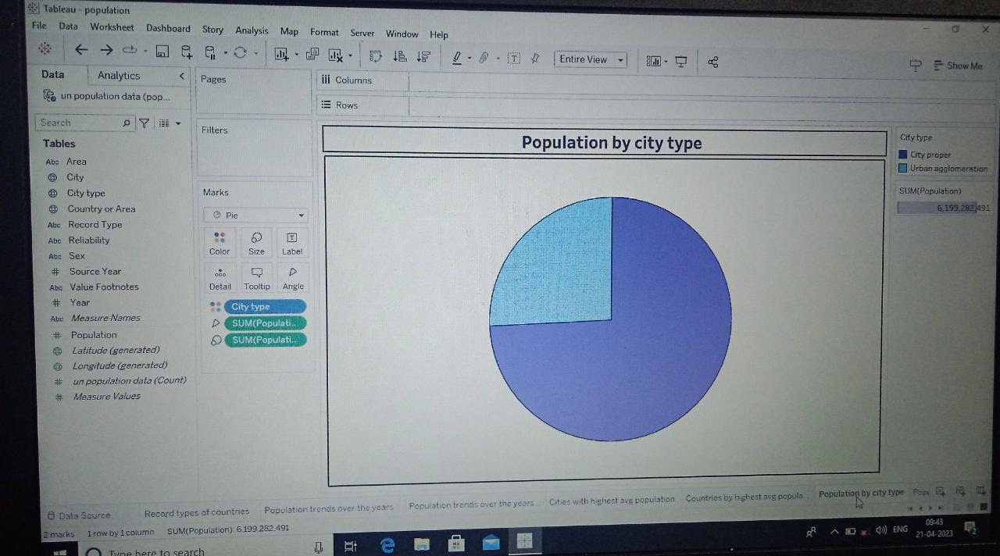 Tableau - population
File Data Worksheet Dashboard Story Analysis Map Format Server Window Help
Entire View
Show Me
Data Analytics
un population data (pop...
Search
Tables
Abc Area
City
City type
Country or Area
Abc Record Type
Abc Reliability
Abc Sex
# Source Year
Abc Value Footnotes
# Year
Abc Measure Names
# Population
Latitude (generated)
Longitude (generated)
# un population data (Count)
# Measure Values
Pages
Filters
Marks
Pie
Color Size Label
Detail Tooltip Angle
City type
SUM(Populati..
SUM(Populati..
Columns
Rows
Population by city type
City type
City proper
Urban agglomeration
SUM(Population)
6,199,282,491
Data Source Record types of countries Population trends over the years Population trends over the years... Cities with highest avg population Countries by highest avg popula... Population by city type Popu
2 marks 1 row by 1 column SUM(Population): 6,199,282,491
Type here to search
ENG
09:43
21-04-2023
2